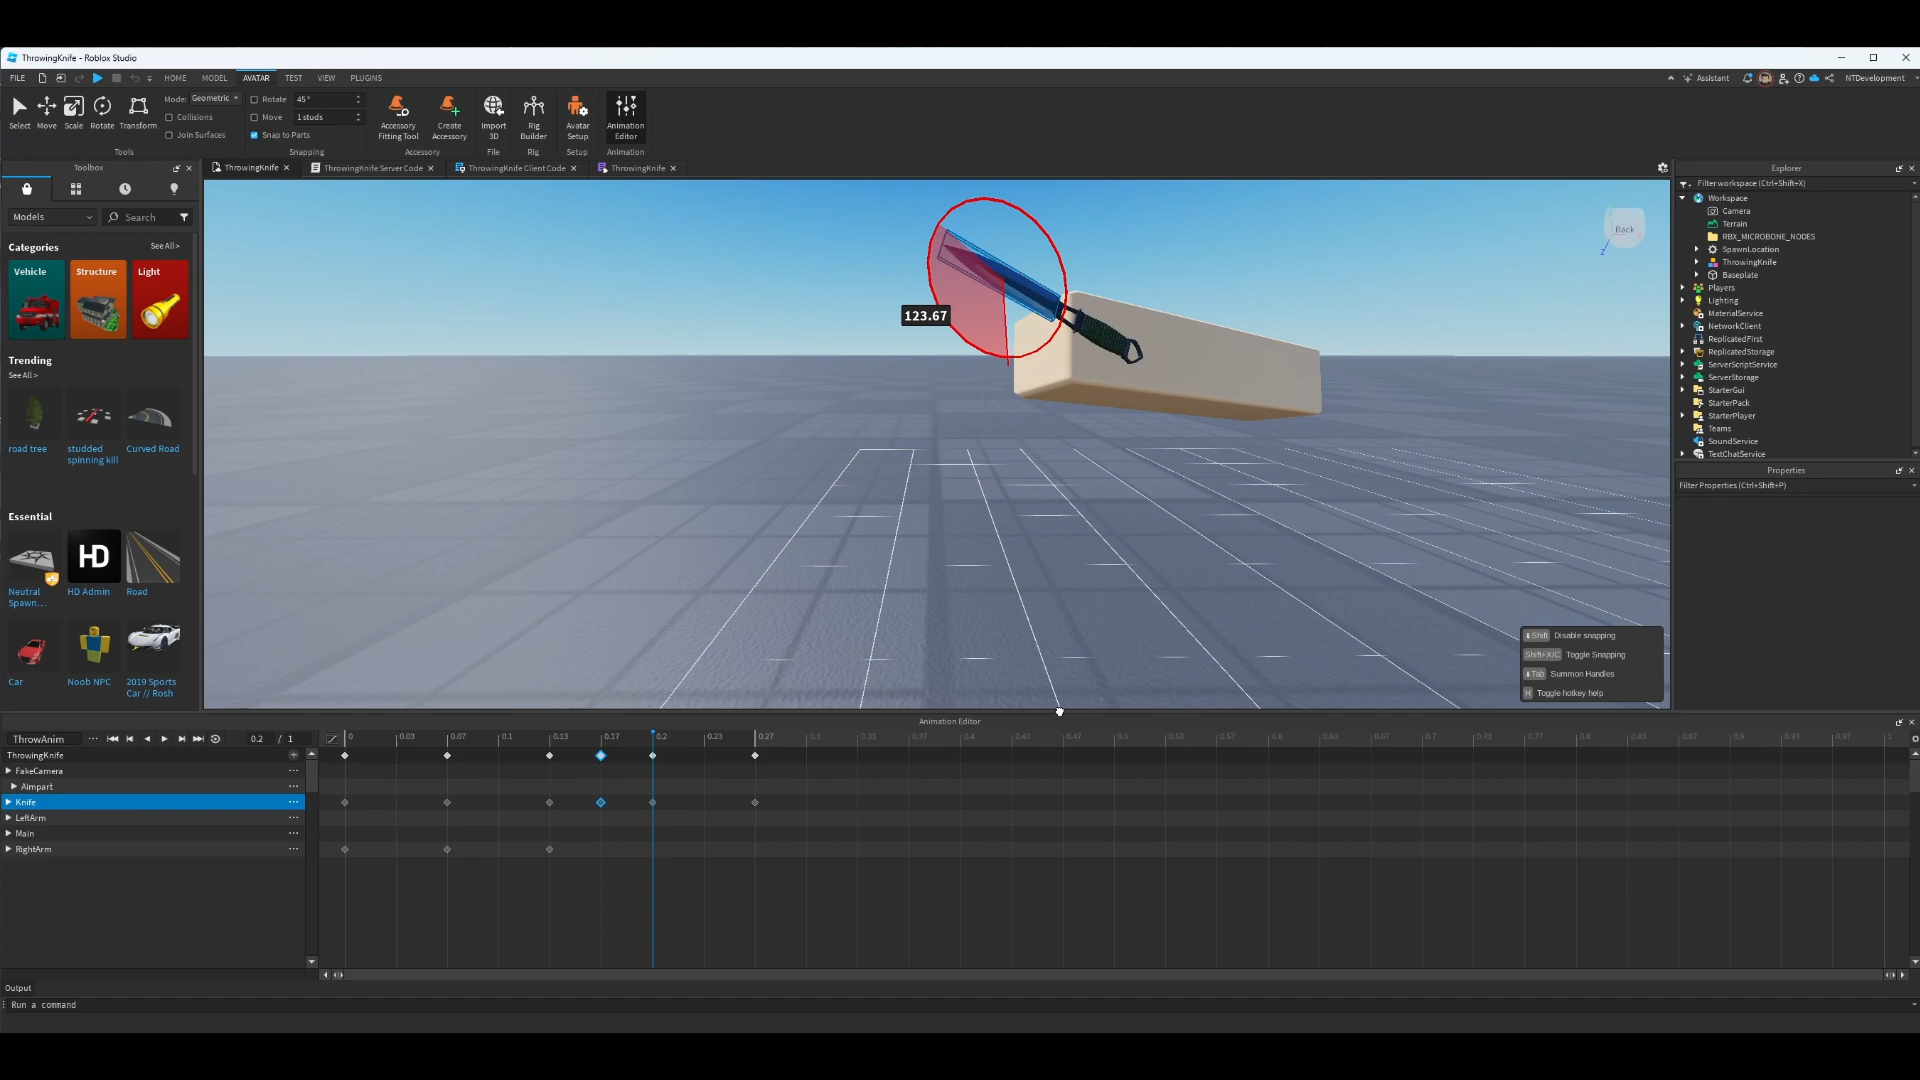 ThrowingKnife - Roblox Studio
FILE HOME MODEL AVATAR TEST VIEW PLUGINS Assistant NTDevelopment
Select Move Scale Rotate Transform
Mode: Geometric
Collisions
Join Surfaces
Tools
Rotate 45°
Move 1 studs
Snap to Parts
Snapping
Accessory Fitting Tool
Create Accessory
Accessory
Import 3D
File
Rig Builder
Rig
Avatar Setup
Setup
Animation Editor
Animation
Toolbox
ThrowingKnife ThrowingKnife Server Code ThrowingKnife Client Code ThrowingKnife
Models Search
Categories See All >
Vehicle Structure Light
Trending
See All >
road tree
studded spinning kill
Curved Road
Essential
HD
Neutral Spawn...
HD Admin
Road
Car
Noob NPC
2019 Sports Car // Rosh
123.67
Back
Z
Shift Disable snapping
Shift+X/C Toggle Snapping
Tab Summon Handles
H Toggle hotkey help
Explorer
Filter workspace (Ctrl+Shift+X)
Workspace
Camera
Terrain
RBX_MICROBONE_NODES
SpawnLocation
ThrowingKnife
Baseplate
Players
Lighting
MaterialService
NetworkClient
ReplicatedFirst
ReplicatedStorage
ServerScriptService
ServerStorage
StarterGui
StarterPack
StarterPlayer
Teams
SoundService
TextChatService
Properties
Filter Properties (Ctrl+Shift+P)
Animation Editor
ThrowAnim ... 0.2 / 1
0 0.03 0.07 0.1 0.13 0.17 0.2 0.23 0.27 0.3 0.33 0.37 0.4 0.43 0.47 0.5 0.53 0.57 0.6 0.63 0.67 0.7 0.73 0.77 0.8 0.83 0.87 0.9 0.93 0.97 1
ThrowingKnife
FakeCamera ...
Aimpart ...
Knife ...
LeftArm ...
Main ...
RightArm ...
Output
Run a command